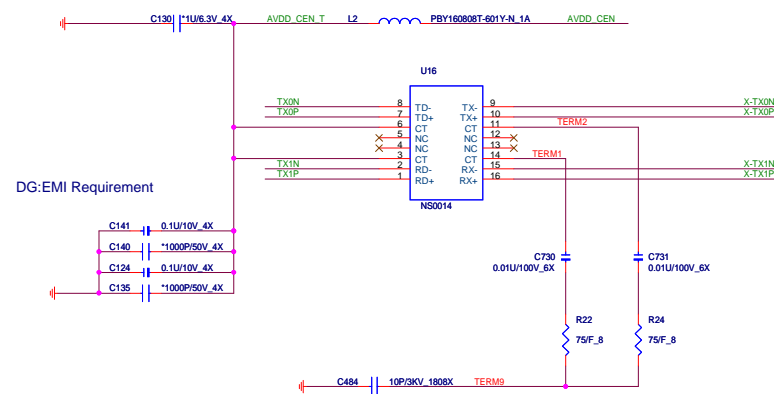 C130 *1U/6.3V_4X AVDD_CEN_T L2 PBY160808T-601Y-N_1A AVDD_CEN
U16
TX0N 8 TD- TX- 9 X-TX0N
TX0P 7 TD+ TX+ 10 X-TX0P
6 CT CT 11 TERM2
5 NC NC 12
4 NC NC 13
3 CT CT 14 TERM1
TX1N 2 RD- RX- 15 X-TX1N
TX1P 1 RD+ RX+ 16 X-TX1P
DG:EMI Requirement
NS0014
C141 0.1U/10V_4X
C140 *1000P/50V_4X
C124 0.1U/10V_4X
C135 *1000P/50V_4X
C730
0.01U/100V_6X
C731
0.01U/100V_6X
R22
75/F_8
R24
75/F_8
C484 10P/3KV_1808X TERM9